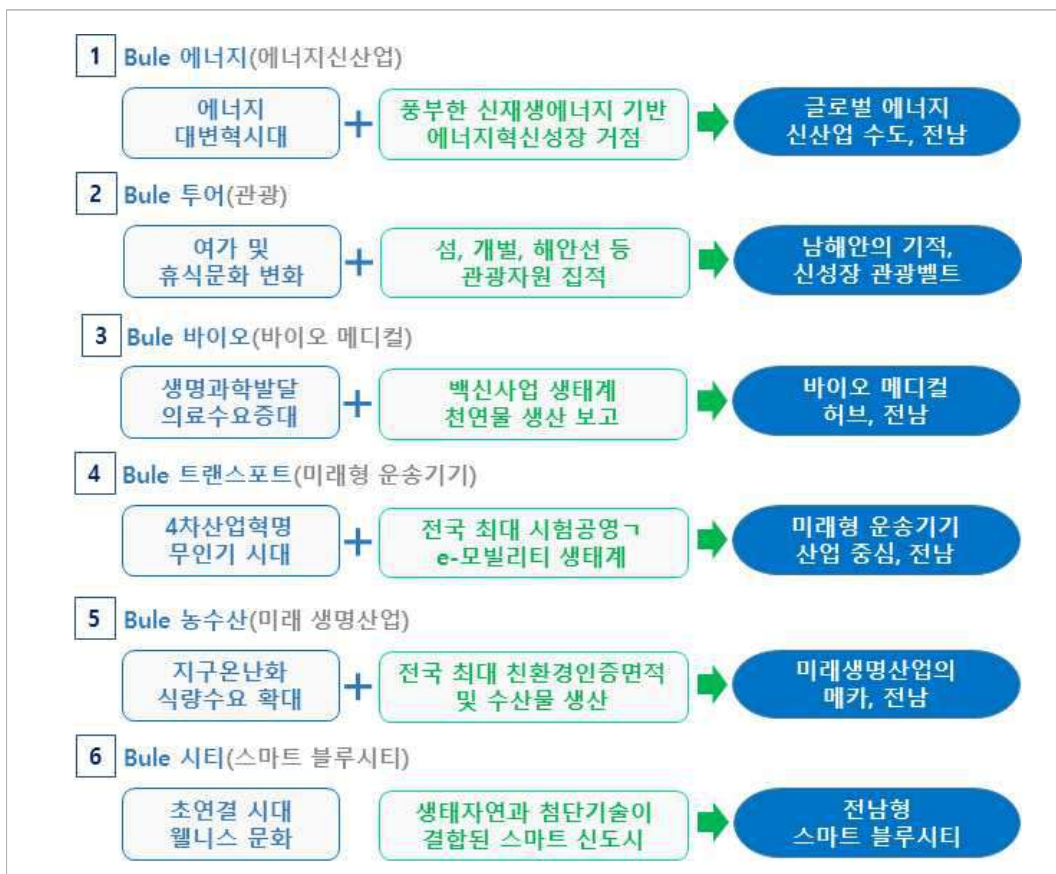 1 Bule 에너지(에너지신산업)
에너지
대변혁시대
+
풍부한 신재생에너지 기반
에너지혁신성장 거점
글로벌 에너지
신산업 수도, 전남
2 Bule 투어(관광)
여가 및
휴식문화 변화
+
섬, 개벌, 해안선 등
관광자원 집적
남해안의 기적,
신성장 관광벨트
3 Bule 바이오(바이오 메디컬)
생명과학발달
의료수요증대
+
백신사업 생태계
천연물 생산 보고
바이오 메디컬
허브, 전남
4 Bule 트랜스포트(미래형 운송기기)
4차산업혁명
무인기 시대
+
전국 최대 시험공영ㄱ
e-모빌리티 생태계
미래형 운송기기
산업 중심, 전남
5 Bule 농수산(미래 생명산업)
지구온난화
식량수요 확대
+
전국 최대 친환경인증면적
및 수산물 생산
미래생명산업의
메카, 전남
6 Bule 시티(스마트 블루시티)
초연결 시대
웰니스 문화
생태자연과 첨단기술이
결합된 스마트 신도시
전남형
스마트 블루시티